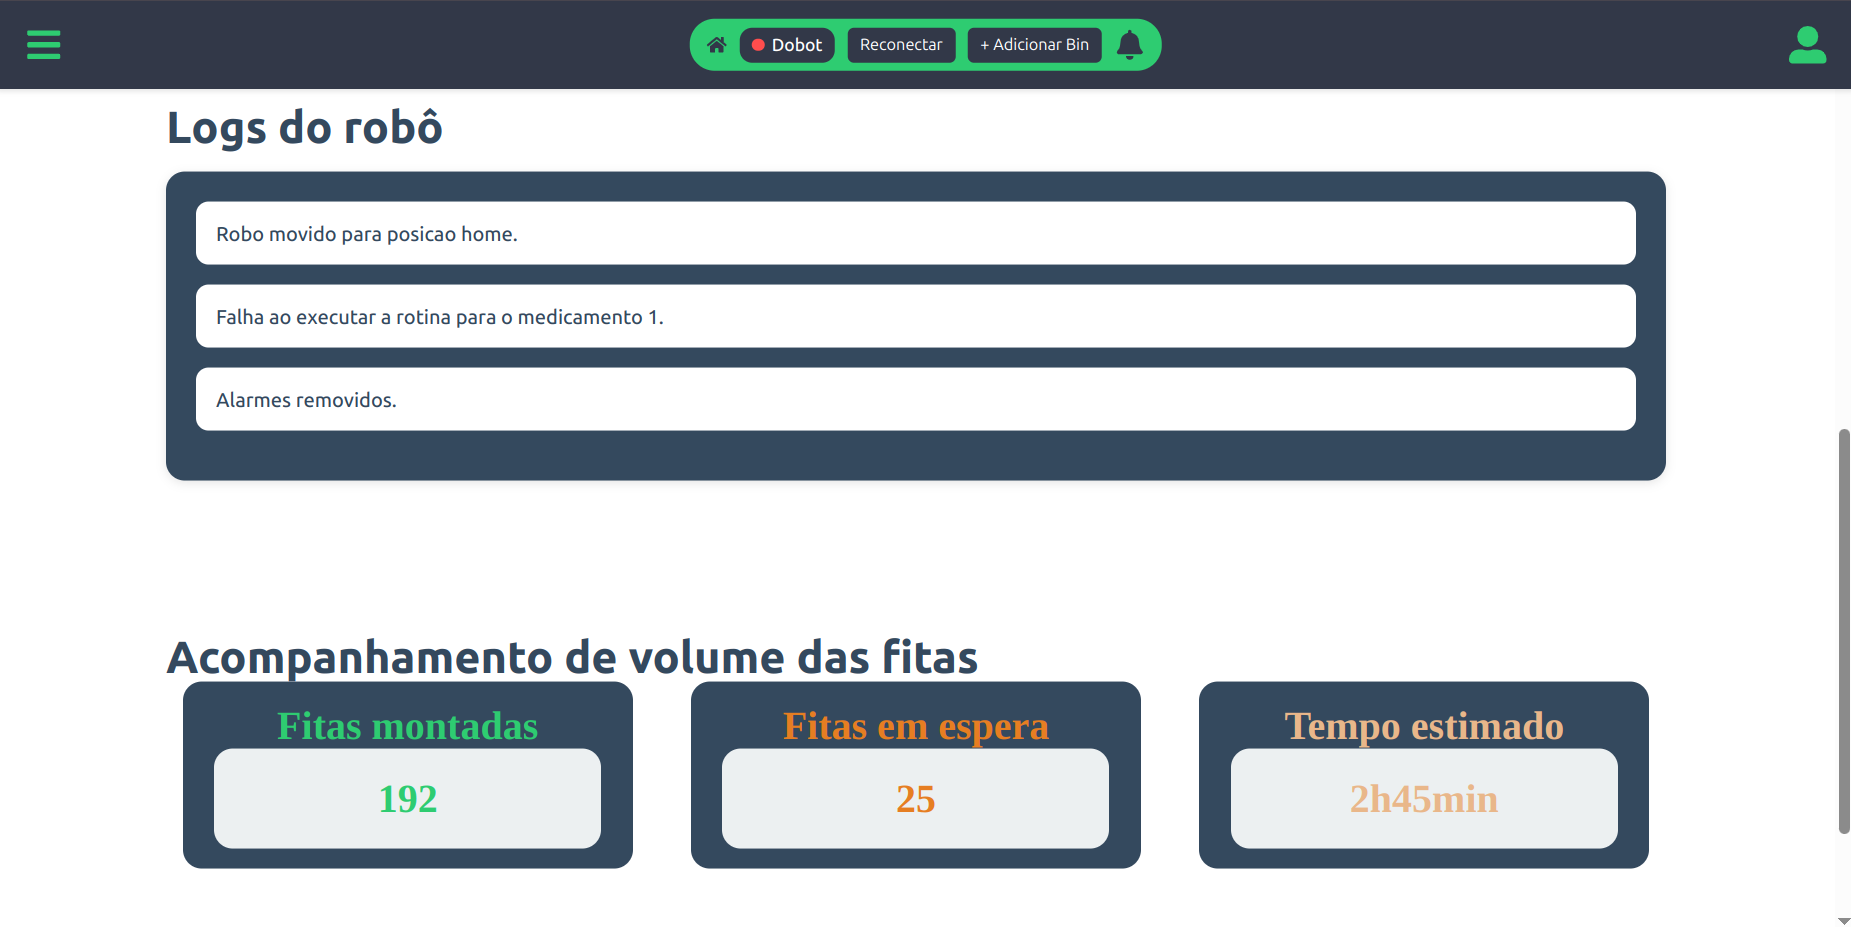 Dobot
Reconectar
+ Adicionar Bin
Logs do robô
Robo movido para posicao home.
Falha ao executar a rotina para o medicamento 1.
Alarmes removidos.
Acompanhamento de volume das fitas
Fitas montadas
192
Fitas em espera
25
Tempo estimado
2h45min